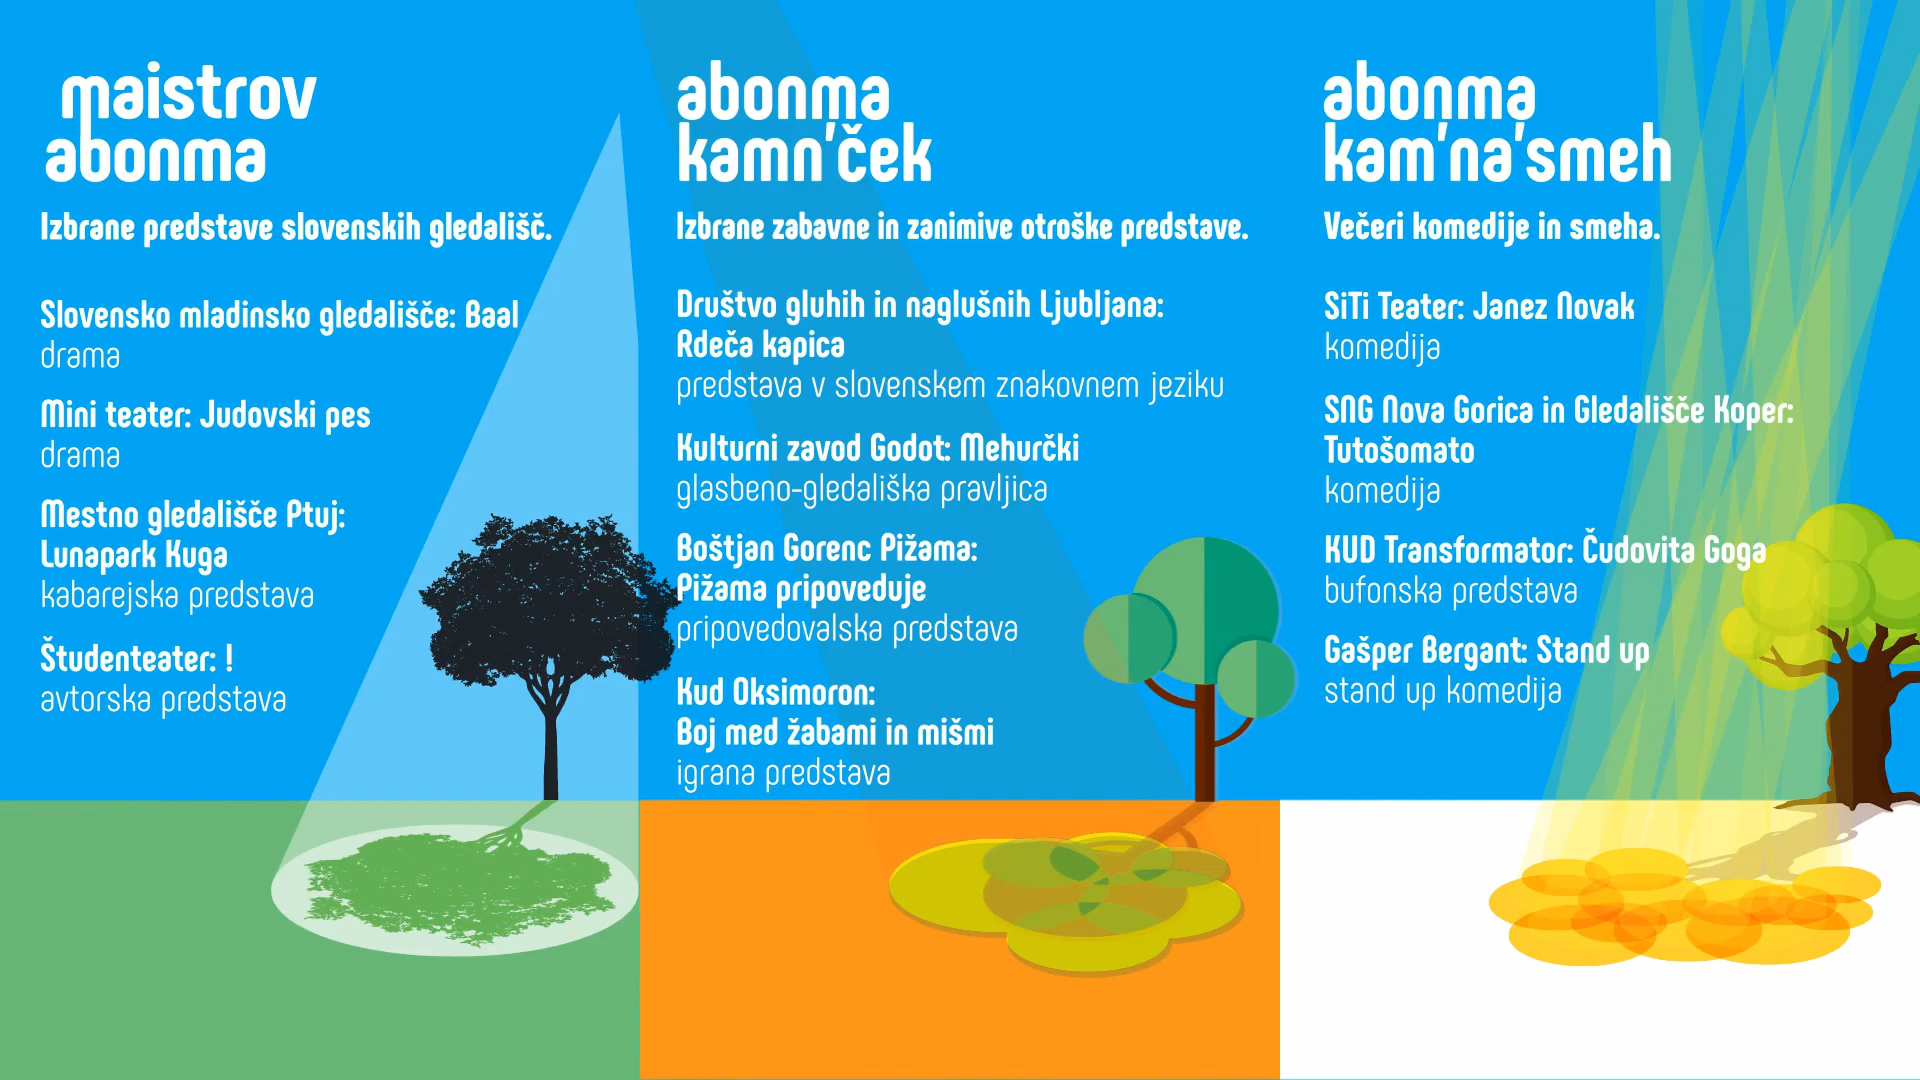 maistrov
abonma
Izbrane predstave slovenskih gledališč.
Slovensko mladinsko gledališče: Baal
drama
Mini teater: Judovski pes
drama
Mestno gledališče Ptuj:
Lunapark Kuga
kabarejska predstava
Študenteater: !
avtorska predstava
abonma
kamn'ček
Izbrane zabavne in zanimive otroške predstave.
Društvo gluhih in naglušnih Ljubljana:
Rdeča kapica
predstava v slovenskem znakovnem jeziku
Kulturni zavod Godot: Mehurčki
glasbeno-gledališka pravljica
Boštjan Gorenc Pižama:
Pižama pripoveduje
pripovedovalska predstava
Kud Oksimoron:
Boj med žabami in mišmi
igrana predstava
abonma
kam'na'smeh
Večeri komedije in smeha.
SiTi Teater: Janez Novak
komedija
SNG Nova Gorica in Gledališče Koper:
Tutošomato
komedija
KUD Transformator: Čudovita Goga
bufonska predstava
Gašper Bergant: Stand up
stand up komedija